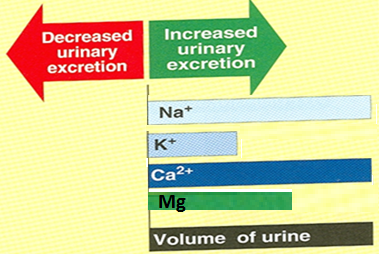 Decreased
urinary
excretion
Increased
urinary
excretion
Na⁺
K⁺
Ca²⁺
Mg
Volume of urine